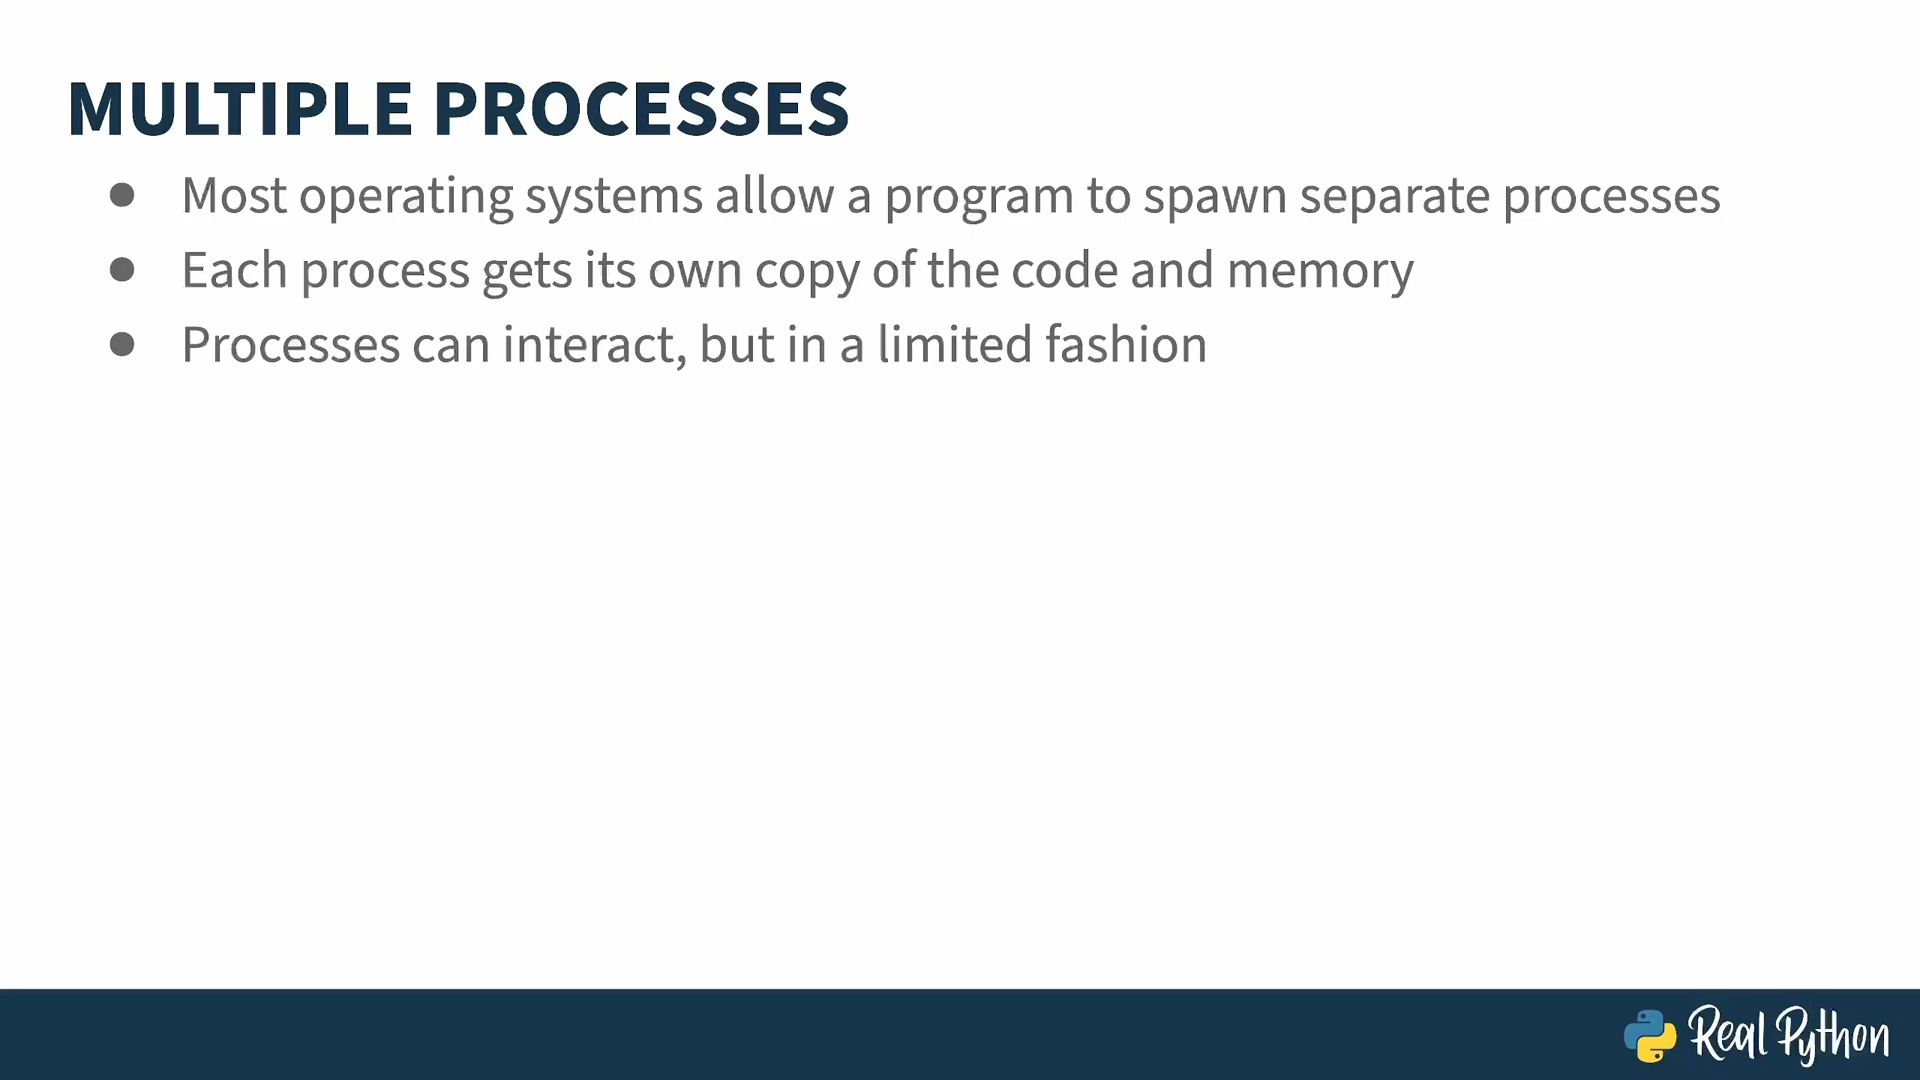 MULTIPLE PROCESSES
● Most operating systems allow a program to spawn separate processes
● Each process gets its own copy of the code and memory
● Processes can interact, but in a limited fashion
Real Python